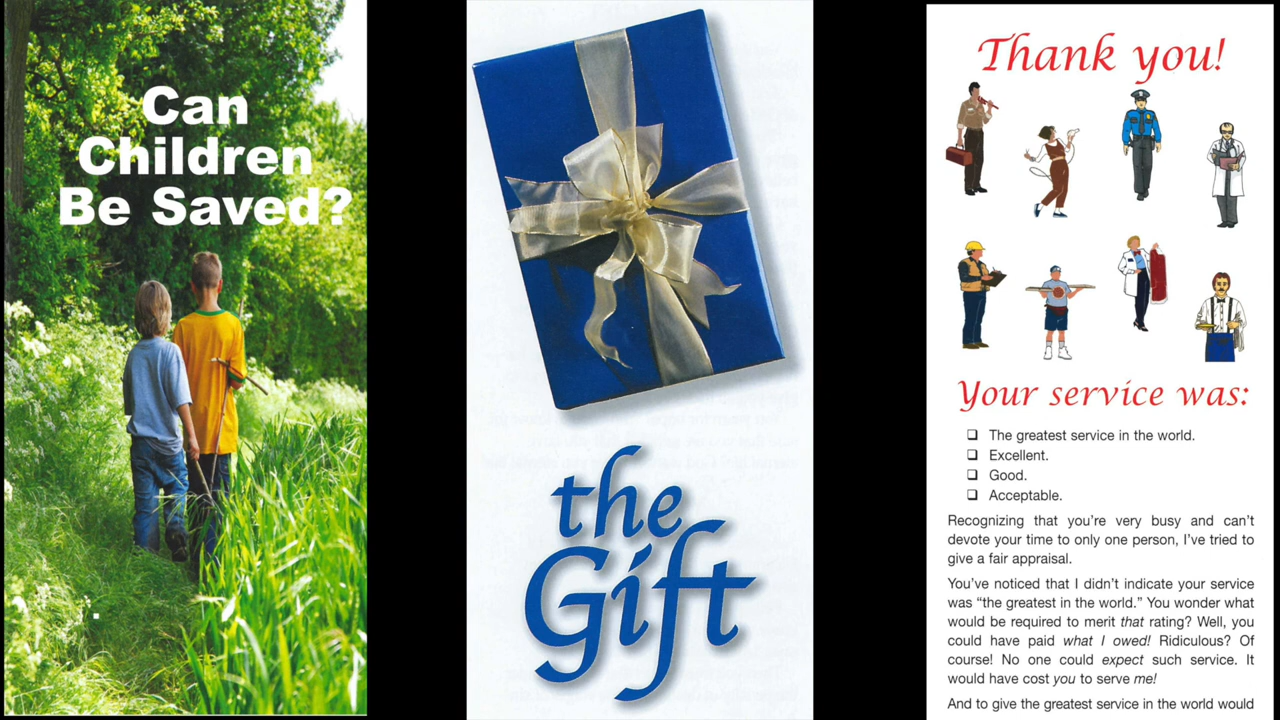 Can
Children
Be Saved?
the
Gift
Thank you!
Your service was:
❑ The greatest service in the world.
❑ Excellent.
❑ Good.
❑ Acceptable.
Recognizing that you're very busy and can't
devote your time to only one person, I've tried to
give a fair appraisal.
You've noticed that I didn't indicate your service
was “the greatest in the world.” You wonder what
would be required to merit that rating? Well, you
could have paid what I owed! Ridiculous? Of
course! No one could expect such service. It
would have cost you to serve me!
And to give the greatest service in the world would